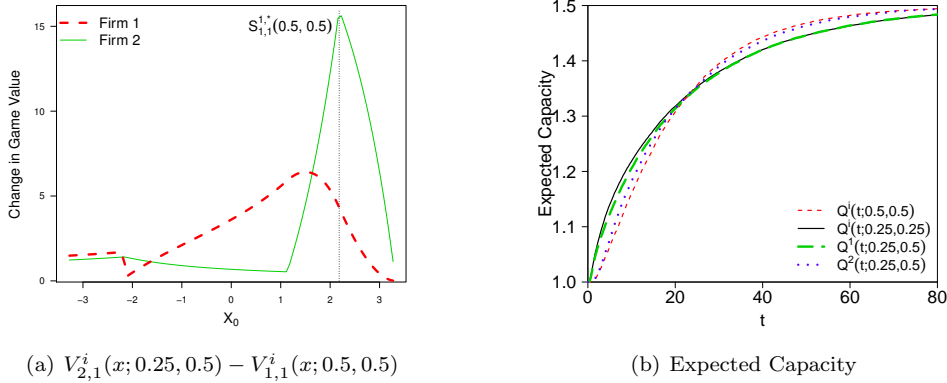 Firm 1
Firm 2
S^{1,*}_{1,1}(0.5, 0.5)
Change in Game Value
15
10
5
0
−3
−2
−1
0
1
2
3
X_0
(a) V^i_{2,1}(x; 0.25, 0.5) − V^i_{1,1}(x; 0.5, 0.5)
Expected Capacity
1.5
1.4
1.3
1.2
1.1
1.0
Q^i(t;0.5,0.5)
Q^i(t;0.25,0.25)
Q^1(t;0.25,0.5)
Q^2(t;0.25,0.5)
0
20
40
60
80
t
(b) Expected Capacity